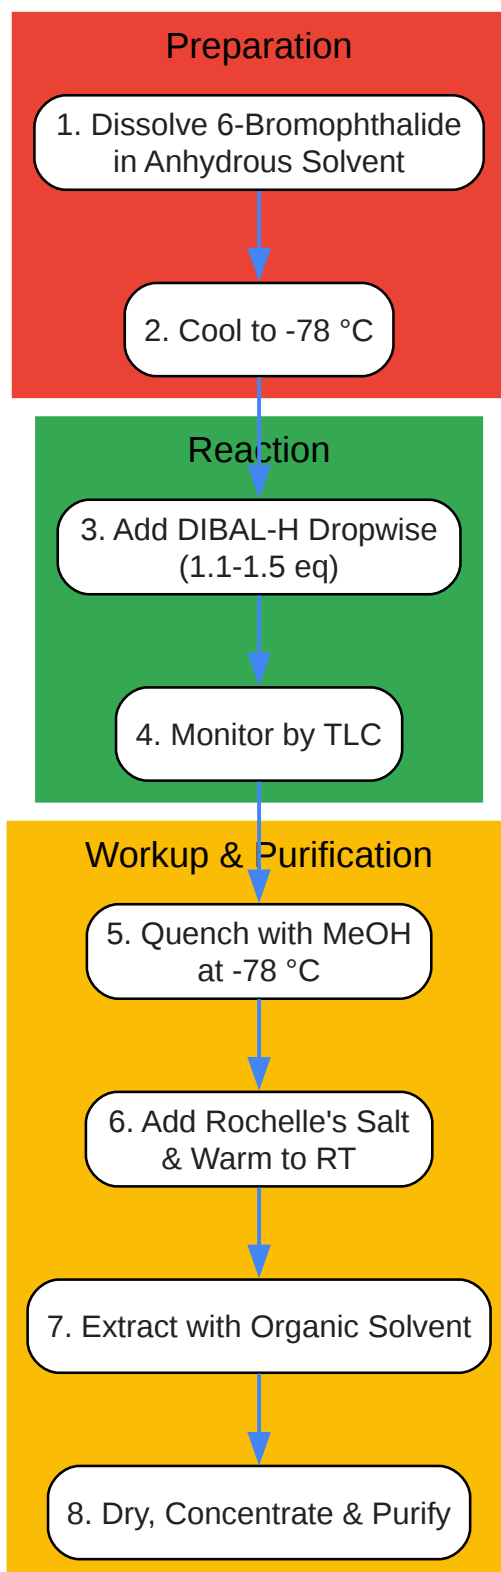 Preparation
1. Dissolve 6-Bromophthalide
in Anhydrous Solvent
2. Cool to -78 °C
Reaction
3. Add DIBAL-H Dropwise
(1.1-1.5 eq)
4. Monitor by TLC
Workup & Purification
5. Quench with MeOH
at -78 °C
6. Add Rochelle's Salt
& Warm to RT
7. Extract with Organic Solvent
8. Dry, Concentrate & Purify